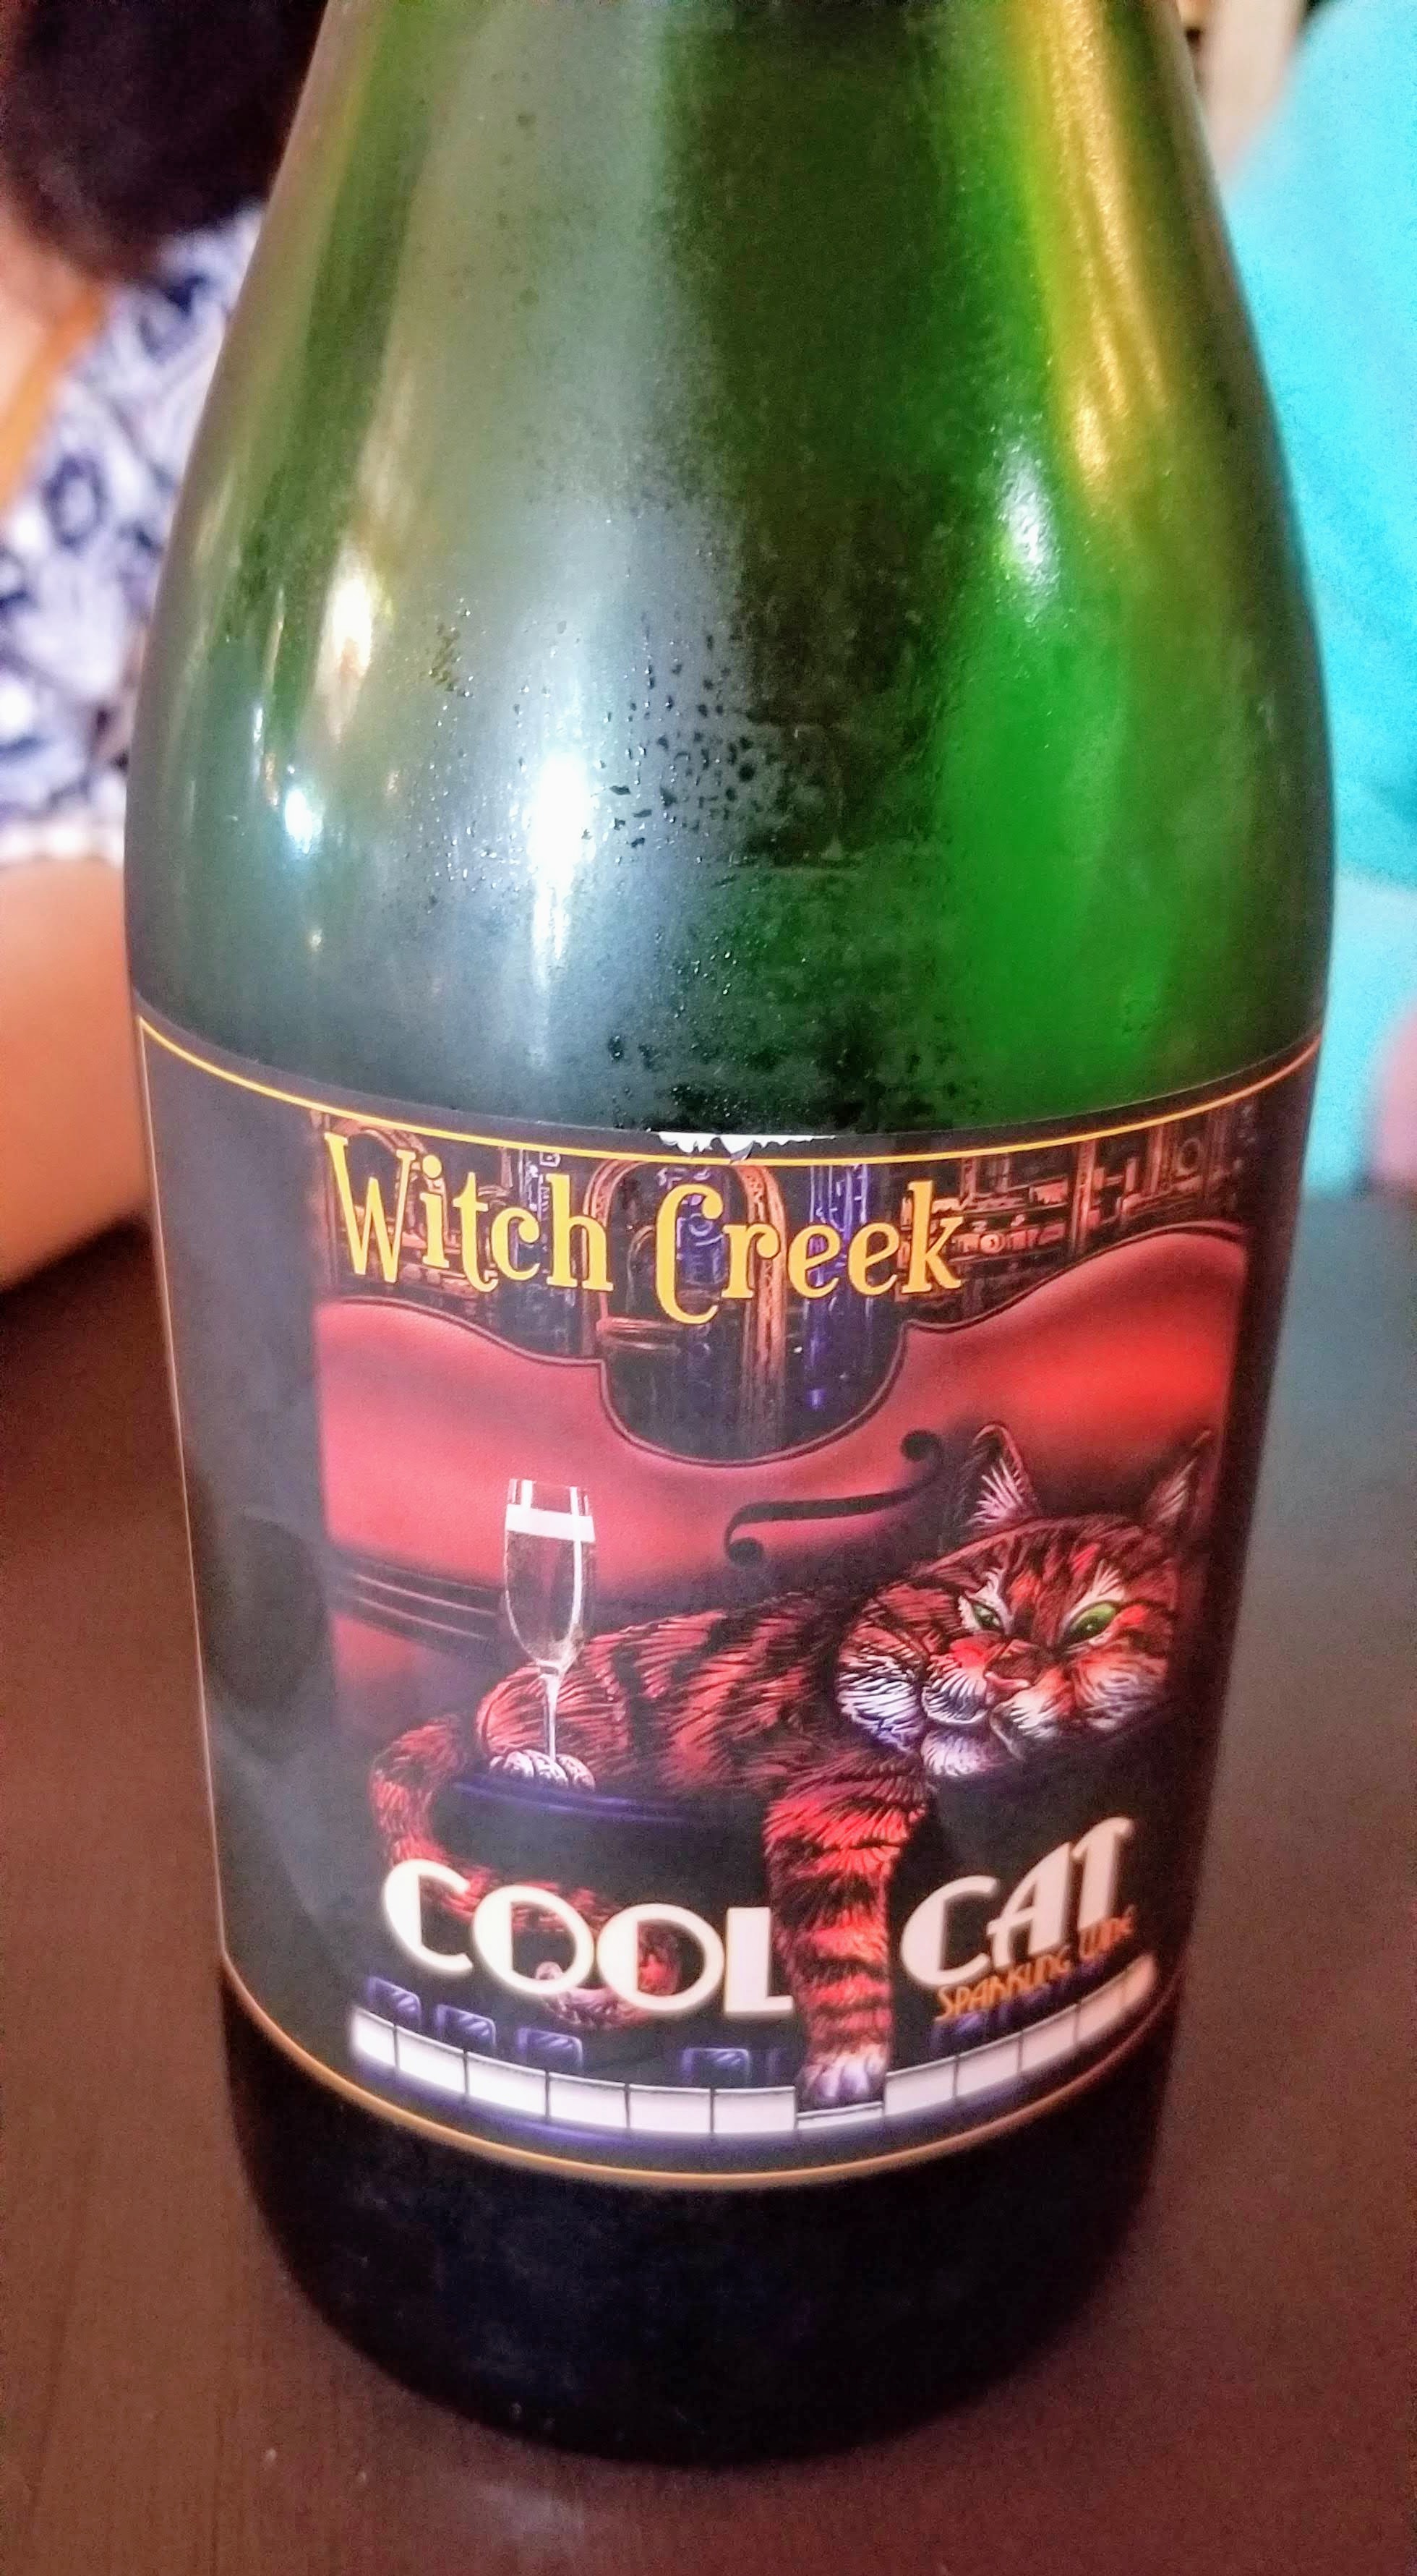 Witch Creek
COOL CAT
SPARKLING WINE